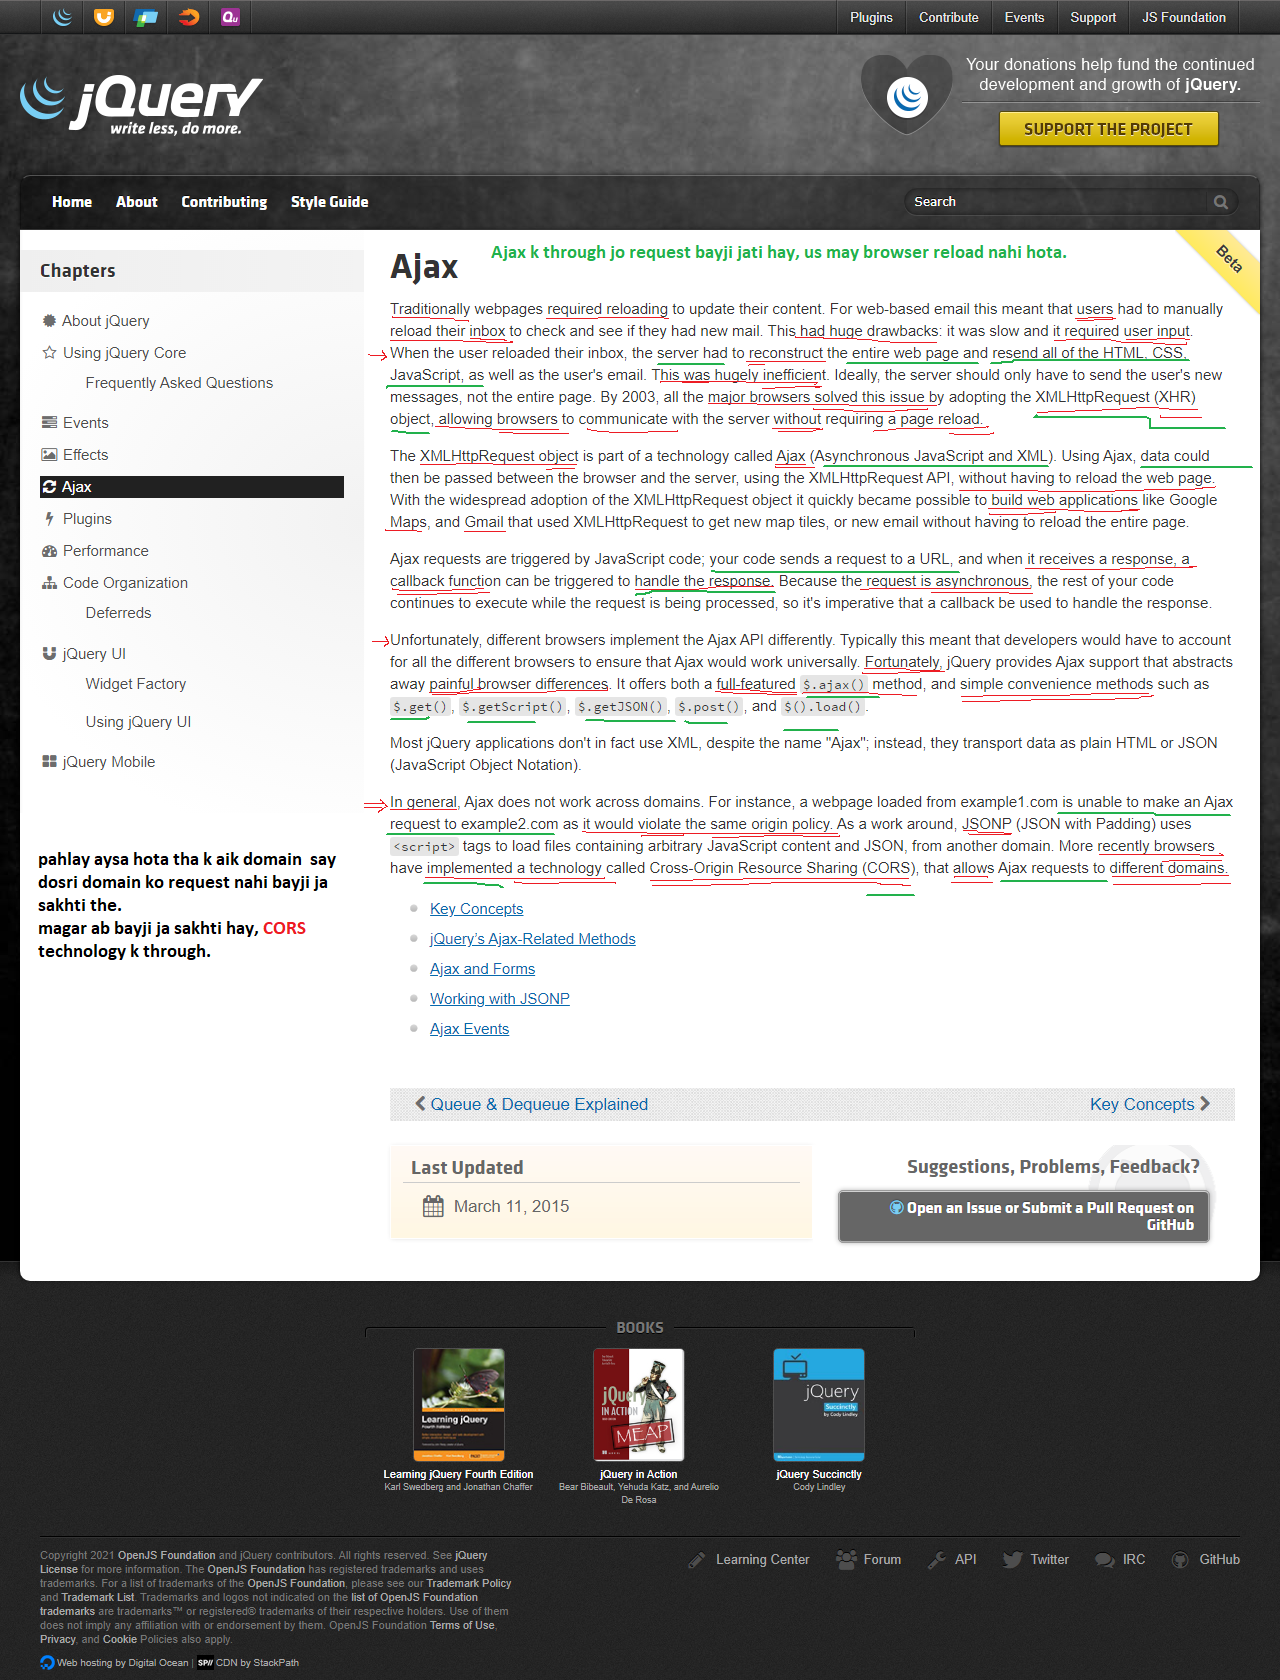 Plugins
Contribute
Events
Support
JS Foundation
jQuery
write less, do more.
Your donations help fund the continued
development and growth of jQuery.
SUPPORT THE PROJECT
Home
About
Contributing
Style Guide
Search
Beta
Chapters
About jQuery
Using jQuery Core
Frequently Asked Questions
Events
Effects
Ajax
Plugins
Performance
Code Organization
Deferreds
jQuery UI
Widget Factory
Using jQuery UI
jQuery Mobile
pahlay aysa hota tha k aik domain  say
dosri domain ko request nahi bayji ja
sakhti the.
magar ab bayji ja sakhti hay, CORS
technology k through.
Ajax
Ajax k through jo request bayji jati hay, us may browser reload nahi hota.
Traditionally webpages required reloading to update their content. For web-based email this meant that users had to manually
reload their inbox to check and see if they had new mail. This had huge drawbacks: it was slow and it required user input.
When the user reloaded their inbox, the server had to reconstruct the entire web page and resend all of the HTML, CSS,
JavaScript, as well as the user's email. This was hugely inefficient. Ideally, the server should only have to send the user's new
messages, not the entire page. By 2003, all the major browsers solved this issue by adopting the XMLHttpRequest (XHR)
object, allowing browsers to communicate with the server without requiring a page reload.
The XMLHttpRequest object is part of a technology called Ajax (Asynchronous JavaScript and XML). Using Ajax, data could
then be passed between the browser and the server, using the XMLHttpRequest API, without having to reload the web page.
With the widespread adoption of the XMLHttpRequest object it quickly became possible to build web applications like Google
Maps, and Gmail that used XMLHttpRequest to get new map tiles, or new email without having to reload the entire page.
Ajax requests are triggered by JavaScript code; your code sends a request to a URL, and when it receives a response, a
callback function can be triggered to handle the response. Because the request is asynchronous, the rest of your code
continues to execute while the request is being processed, so it's imperative that a callback be used to handle the response.
Unfortunately, different browsers implement the Ajax API differently. Typically this meant that developers would have to account
for all the different browsers to ensure that Ajax would work universally. Fortunately, jQuery provides Ajax support that abstracts
away painful browser differences. It offers both a full-featured $.ajax() method, and simple convenience methods such as
$.get(), $.getScript(), $.getJSON(), $.post(), and $().load().
Most jQuery applications don't in fact use XML, despite the name "Ajax"; instead, they transport data as plain HTML or JSON
(JavaScript Object Notation).
In general, Ajax does not work across domains. For instance, a webpage loaded from example1.com is unable to make an Ajax
request to example2.com as it would violate the same origin policy. As a work around, JSONP (JSON with Padding) uses
<script> tags to load files containing arbitrary JavaScript content and JSON, from another domain. More recently browsers
have implemented a technology called Cross-Origin Resource Sharing (CORS), that allows Ajax requests to different domains.
Key Concepts
jQuery's Ajax-Related Methods
Ajax and Forms
Working with JSONP
Ajax Events
Queue & Dequeue Explained
Key Concepts
Last Updated
March 11, 2015
Suggestions, Problems, Feedback?
Open an Issue or Submit a Pull Request on
GitHub
BOOKS
Learning jQuery
Fourth Edition
jQuery
IN ACTION
MEAP
jQuery
Succinctly
by Cody Lindley
Learning jQuery Fourth Edition
Karl Swedberg and Jonathan Chaffer
jQuery in Action
Bear Bibeault, Yehuda Katz, and Aurelio
De Rosa
jQuery Succinctly
Cody Lindley
Copyright 2021 OpenJS Foundation and jQuery contributors. All rights reserved. See jQuery
License for more information. The OpenJS Foundation has registered trademarks and uses
trademarks. For a list of trademarks of the OpenJS Foundation, please see our Trademark Policy
and Trademark List. Trademarks and logos not indicated on the list of OpenJS Foundation
trademarks are trademarks™ or registered® trademarks of their respective holders. Use of them
does not imply any affiliation with or endorsement by them. OpenJS Foundation Terms of Use,
Privacy, and Cookie Policies also apply.
Web hosting by Digital Ocean | SP// CDN by StackPath
Learning Center
Forum
API
Twitter
IRC
GitHub